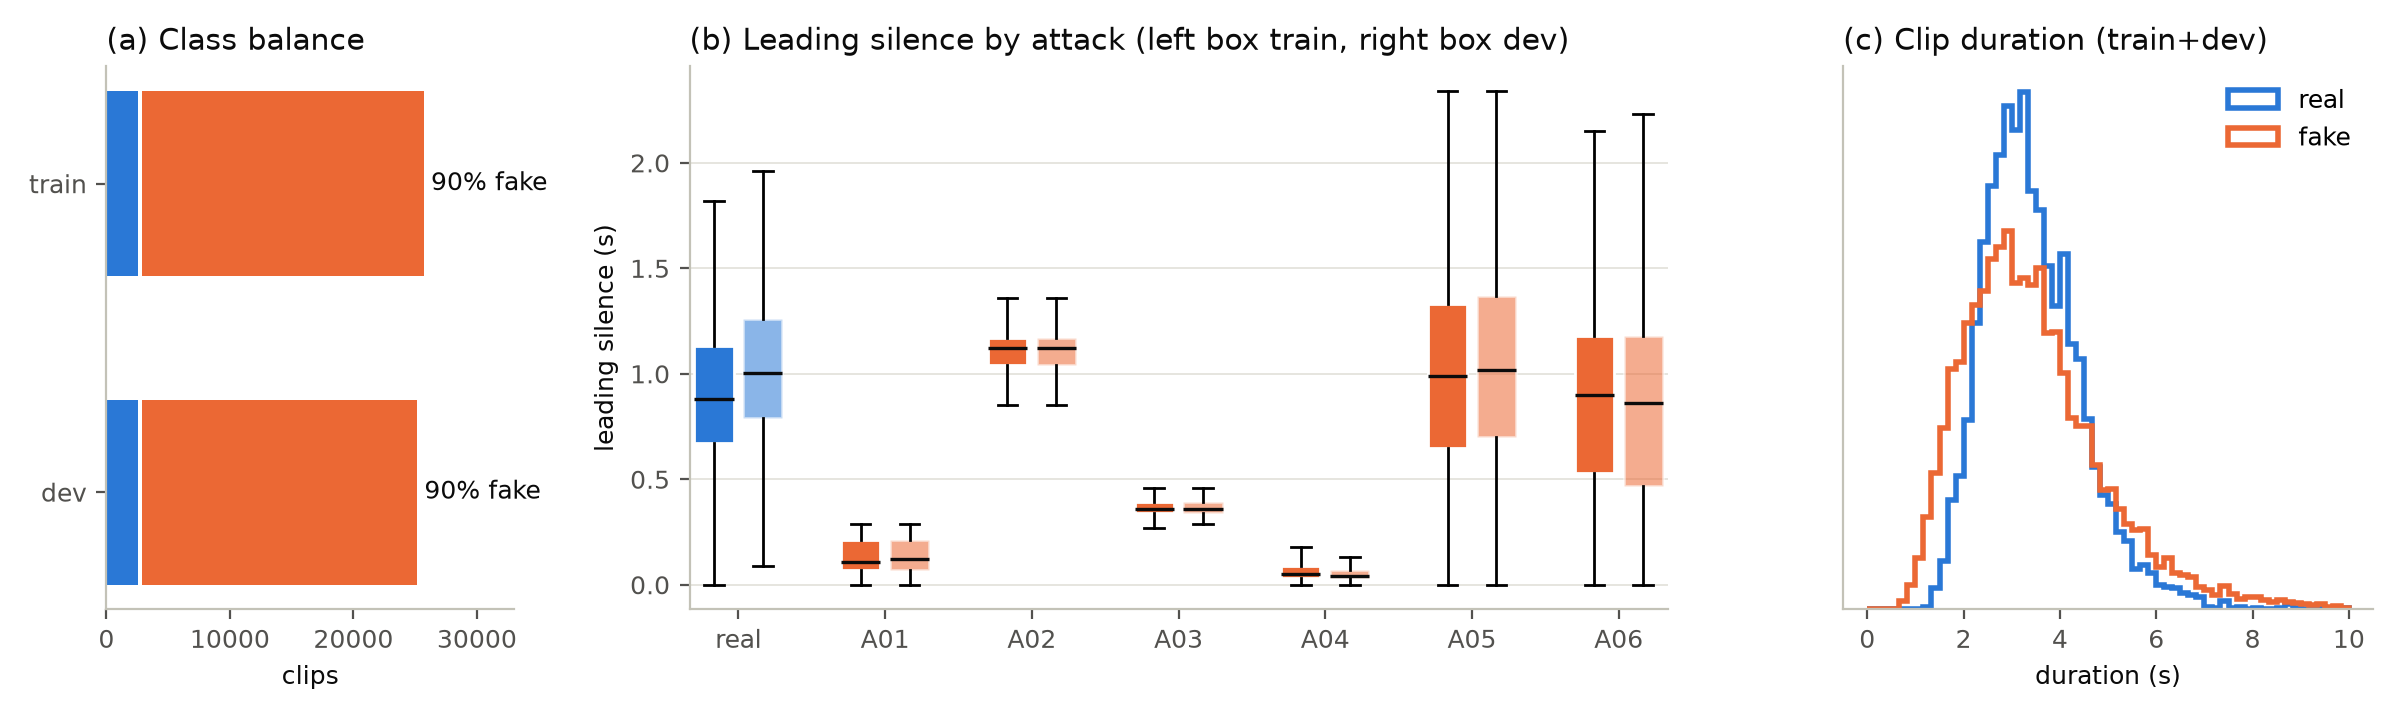 (a) Class balance
train
dev
90% fake
90% fake
0 10000 20000 30000
clips
(b) Leading silence by attack (left box train, right box dev)
leading silence (s)
2.0
1.5
1.0
0.5
0.0
real A01 A02 A03 A04 A05 A06
(c) Clip duration (train+dev)
real
fake
0 2 4 6 8 10
duration (s)